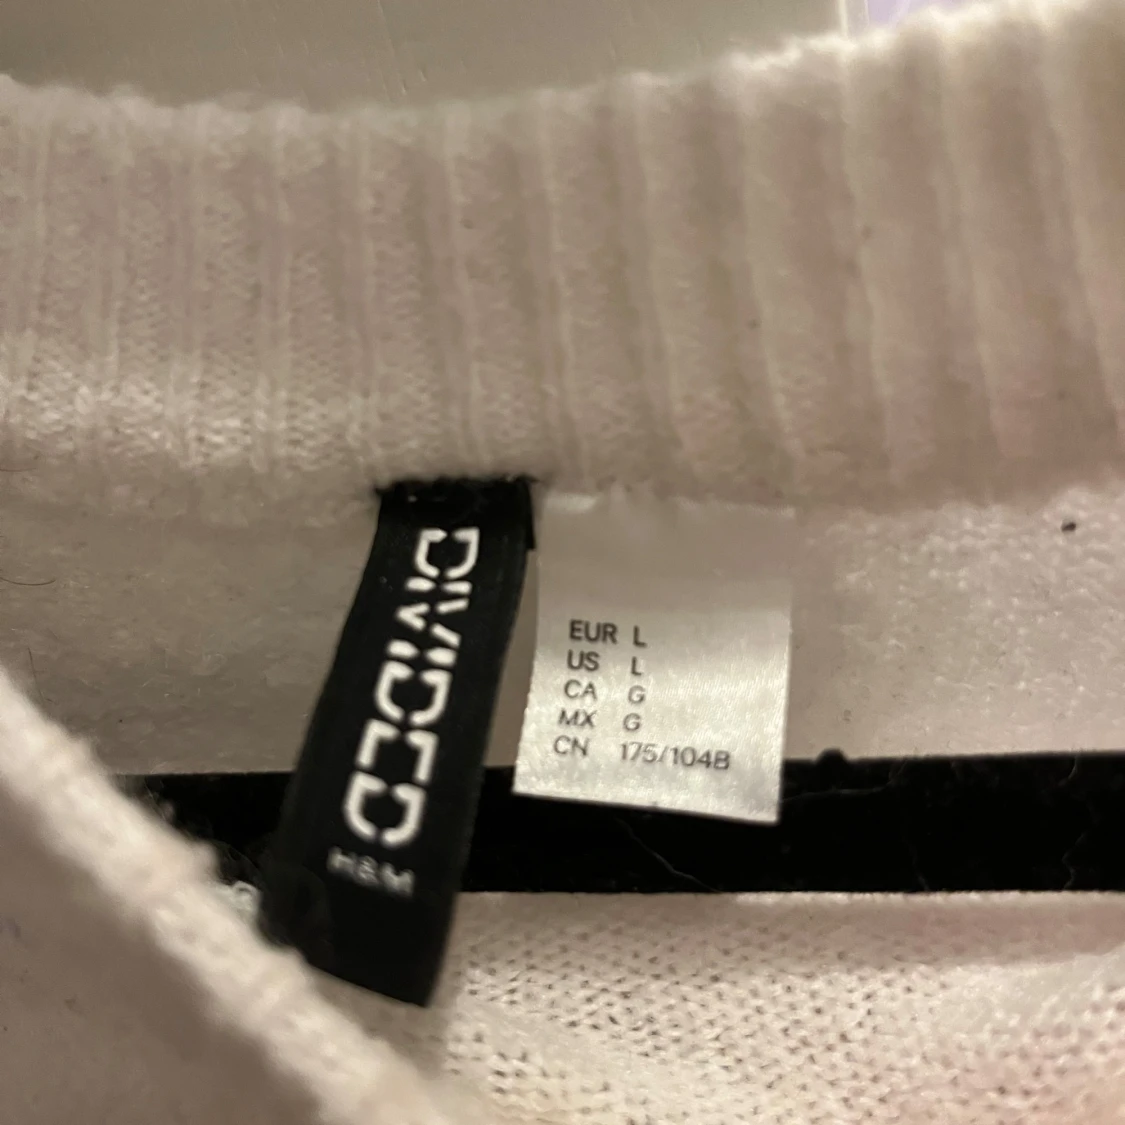 DIVIDED
H&M
EUR L
US L
CA G
MX G
CN 175/104B